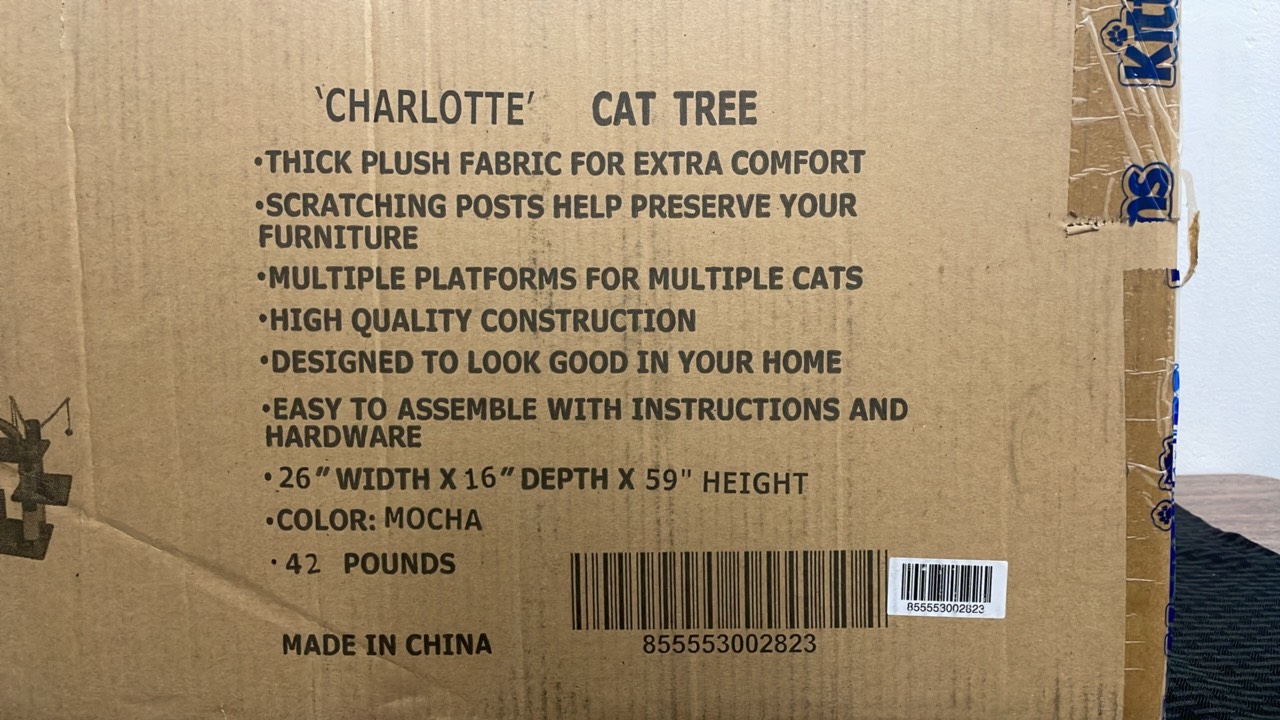 ‵CHARLOTTE′ CAT TREE
•THICK PLUSH FABRIC FOR EXTRA COMFORT
•SCRATCHING POSTS HELP PRESERVE YOUR
FURNITURE
•MULTIPLE PLATFORMS FOR MULTIPLE CATS
•HIGH QUALITY CONSTRUCTION
•DESIGNED TO LOOK GOOD IN YOUR HOME
•EASY TO ASSEMBLE WITH INSTRUCTIONS AND
HARDWARE
•26″ WIDTH X 16″ DEPTH X 59" HEIGHT
•COLOR: MOCHA
•42 POUNDS
MADE IN CHINA
855553002823
855553002823